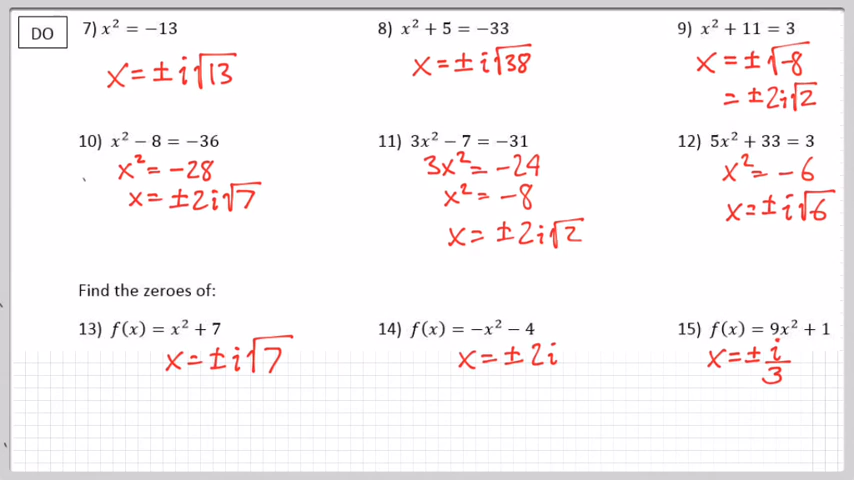 DO
7) x² = −13
8) x² + 5 = −33
9) x² + 11 = 3
x = ± i√13
x = ± i√38
x = ± √-8
= ± 2i√2
10) x² − 8 = −36
11) 3x² − 7 = −31
12) 5x² + 33 = 3
x² = -28
x = ± 2i√7
3x² = -24
x² = -8
x = ± 2i√2
x² = -6
x = ± i√6
Find the zeroes of:
13) f(x) = x² + 7
14) f(x) = −x² − 4
15) f(x) = 9x² + 1
x = ± i√7
x = ± 2i
x = ± i/3